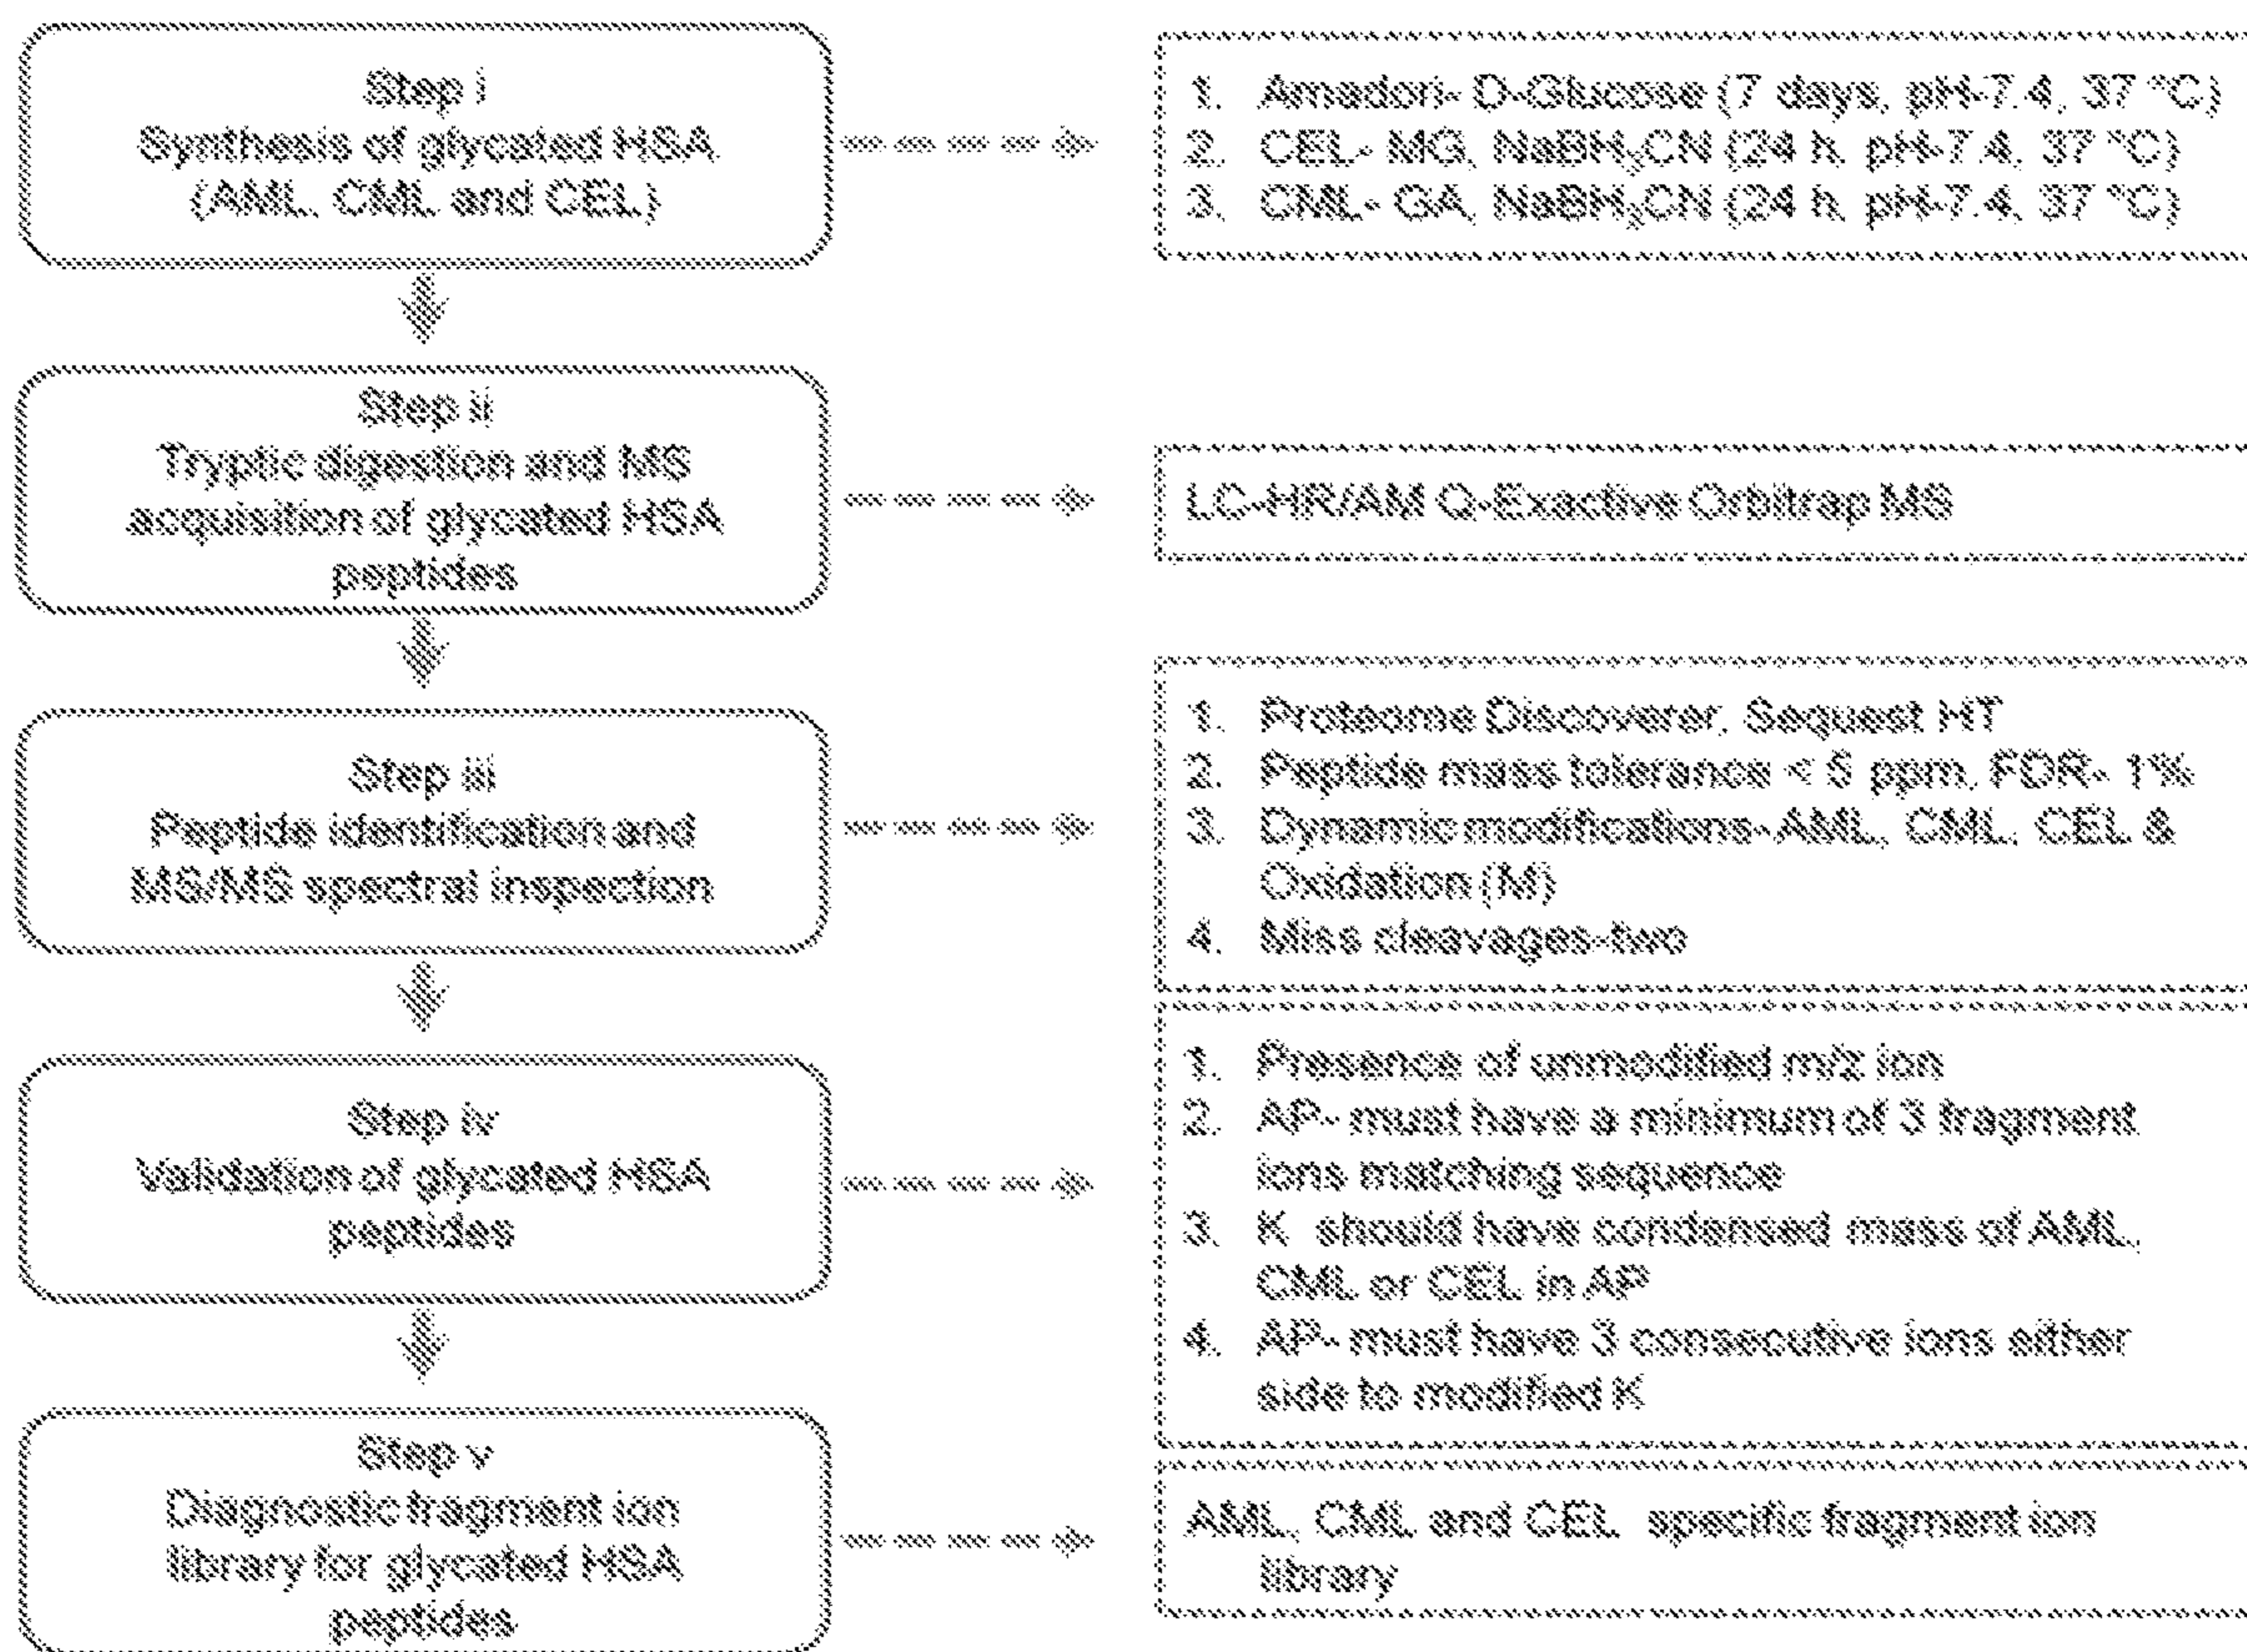 Step i
Synthesis of glycated HSA
(AML, CML and CEL)
1. Amadori- D-Glucose (7 days, pH-7.4, 37 °C)
2. CEL- MG, NaBH₃CN (24 h, pH-7.4, 37 °C)
3. CML- GA, NaBH₃CN (24 h, pH-7.4, 37 °C)
Step ii
Tryptic digestion and MS
acquisition of glycated HSA
peptides
LC-HR/AM Q-Exactive Orbitrap MS
Step iii
Peptide identification and
MS/MS spectral inspection
1. Proteome Discoverer, Sequest HT
2. Peptide mass tolerance < 5 ppm, FDR- 1%
3. Dynamic modifications-AML, CML, CEL &
Oxidation (M)
4. Miss cleavages-two
Step iv
Validation of glycated HSA
peptides
1. Presence of unmodified m/z ion
2. AP- must have a minimum of 3 fragment
ions matching sequence
3. K should have condensed mass of AML,
CML or CEL in AP
4. AP- must have 3 consecutive ions either
side to modified K
Step v
Diagnostic fragment ion
library for glycated HSA
peptides
AML, CML and CEL specific fragment ion
library